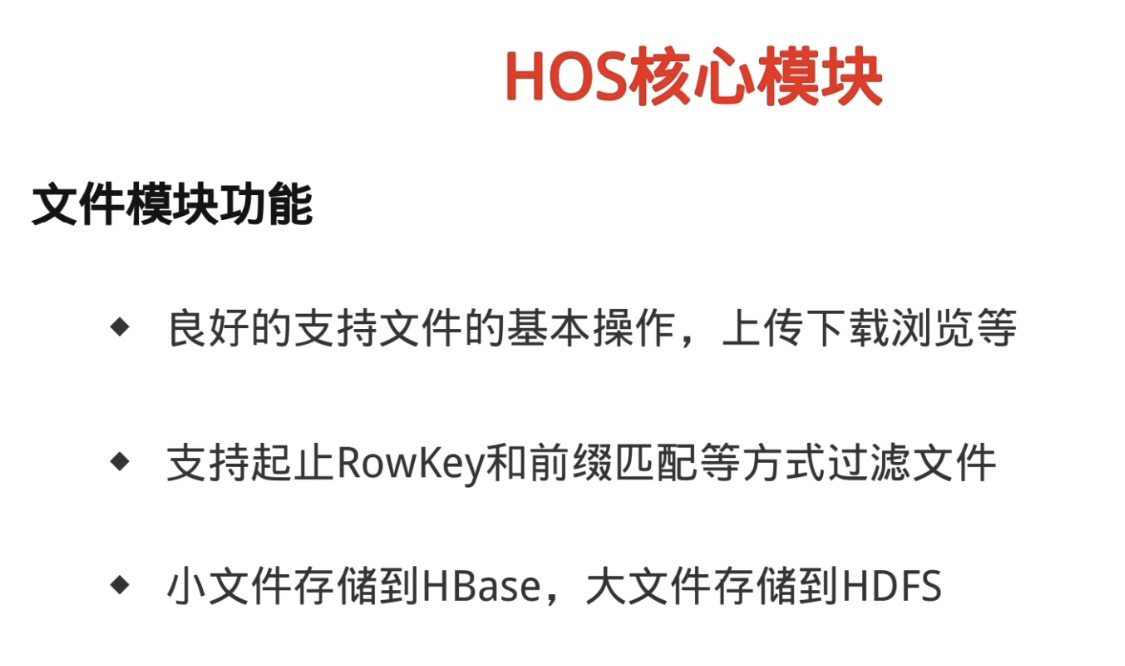 HOS核心模块
文件模块功能
◆ 良好的支持文件的基本操作，上传下载浏览等
◆ 支持起止RowKey和前缀匹配等方式过滤文件
◆ 小文件存储到HBase，大文件存储到HDFS